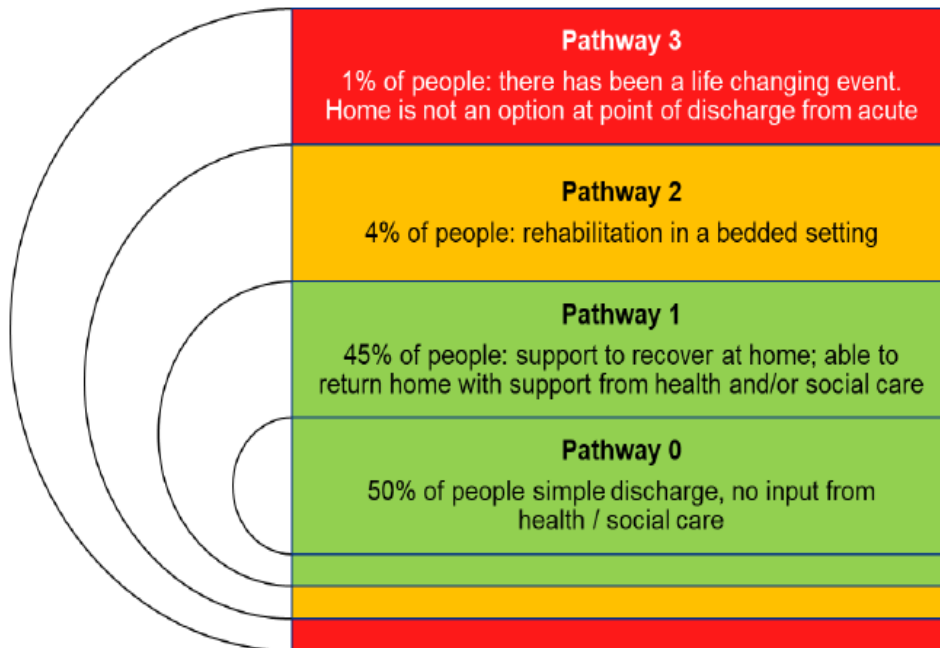 Pathway 3
1% of people: there has been a life changing event.
Home is not an option at point of discharge from acute
Pathway 2
4% of people: rehabilitation in a bedded setting
Pathway 1
45% of people: support to recover at home; able to
return home with support from health and/or social care
Pathway 0
50% of people simple discharge, no input from
health / social care